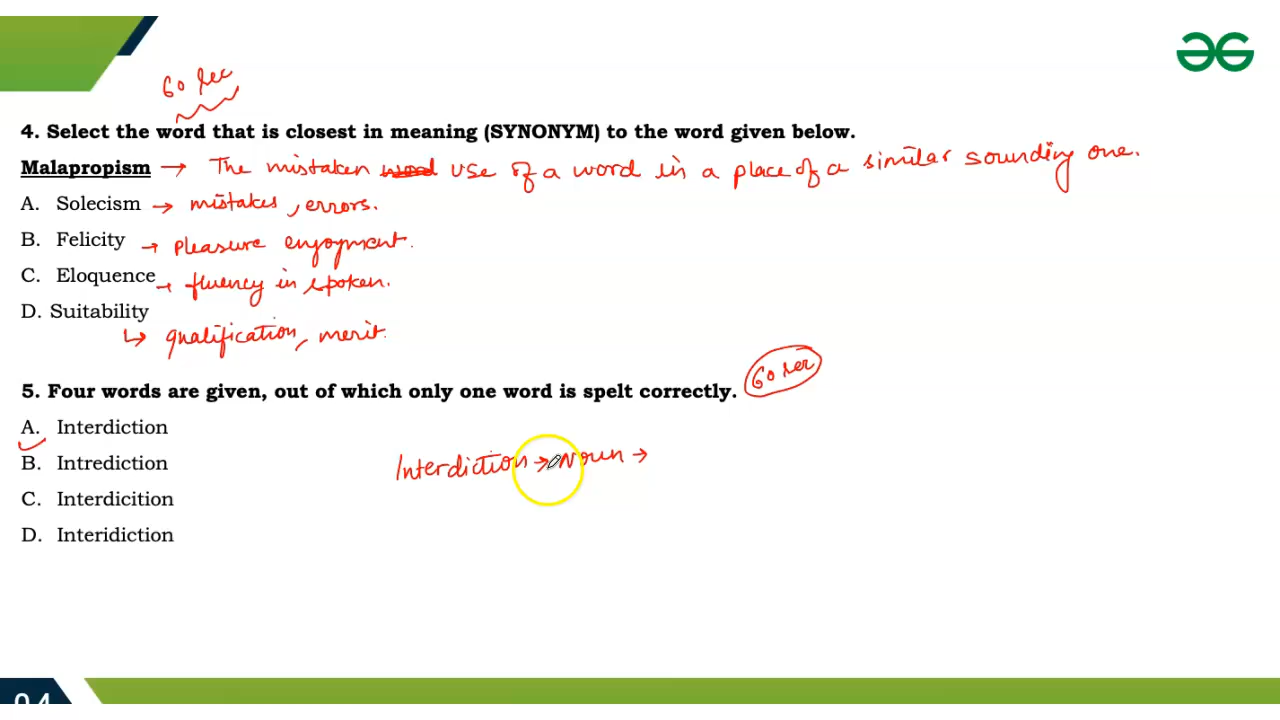 60 sec
4. Select the word that is closest in meaning (SYNONYM) to the word given below.
Malapropism → The mistaken use of a word in a place of a similar sounding one.
A. Solecism → mistakes, errors.
B. Felicity → pleasure enjoyment.
C. Eloquence → fluency in spoken.
D. Suitability
↳ qualification, merit.
5. Four words are given, out of which only one word is spelt correctly. 60 sec
A. Interdiction
B. Intrediction
Interdiction → Noun →
C. Interdicition
D. Interidiction
04